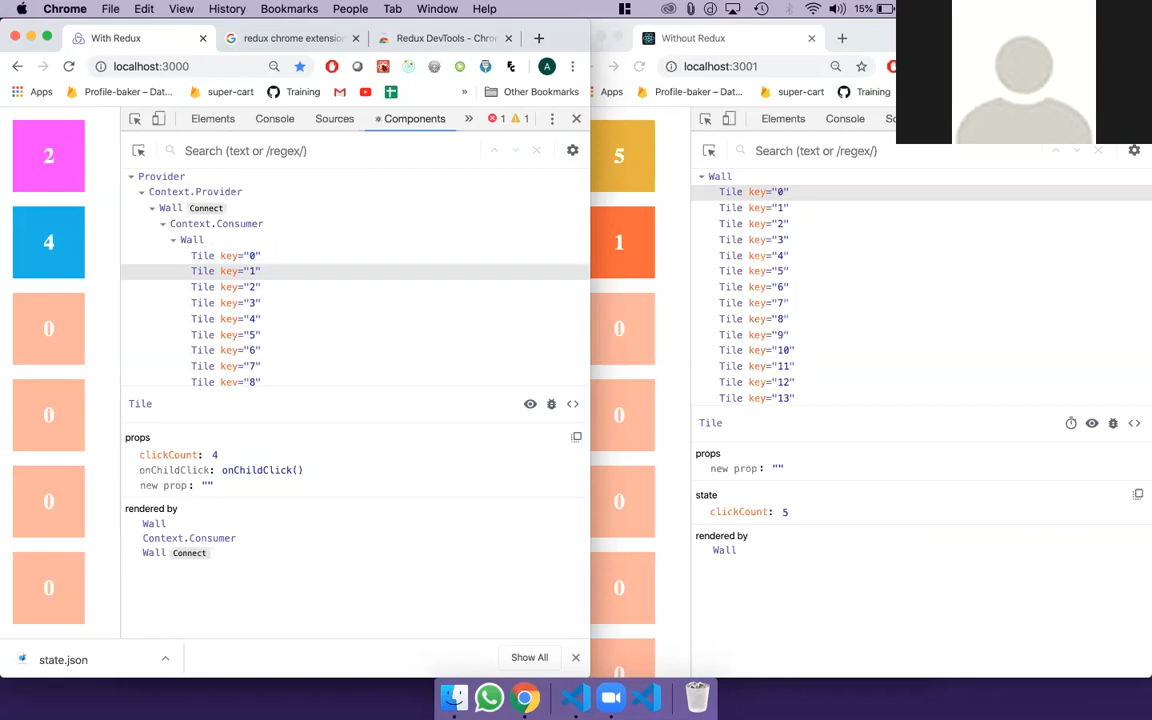 Chrome File Edit View History Bookmarks People Tab Window Help
15%
With Redux
redux chrome extension
Redux DevTools - Chro
localhost:3000
A
Apps Profile-baker – Dat... super-cart Training » Other Bookmarks
2
4
0
0
0
0
Elements Console Sources Components » 1 1
Search (text or /regex/)
Provider
Context.Provider
Wall Connect
Context.Consumer
Wall
Tile key="0"
Tile key="1"
Tile key="2"
Tile key="3"
Tile key="4"
Tile key="5"
Tile key="6"
Tile key="7"
Tile key="8"
Tile
props
clickCount: 4
onChildClick: onChildClick()
new prop: ""
rendered by
Wall
Context.Consumer
Wall Connect
state.json
Show All
Without Redux
localhost:3001
Apps Profile-baker – Dat... super-cart Training
5
1
0
0
0
0
0
Elements Console So
Search (text or /regex/)
Wall
Tile key="0"
Tile key="1"
Tile key="2"
Tile key="3"
Tile key="4"
Tile key="5"
Tile key="6"
Tile key="7"
Tile key="8"
Tile key="9"
Tile key="10"
Tile key="11"
Tile key="12"
Tile key="13"
Tile
props
new prop: ""
state
clickCount: 5
rendered by
Wall